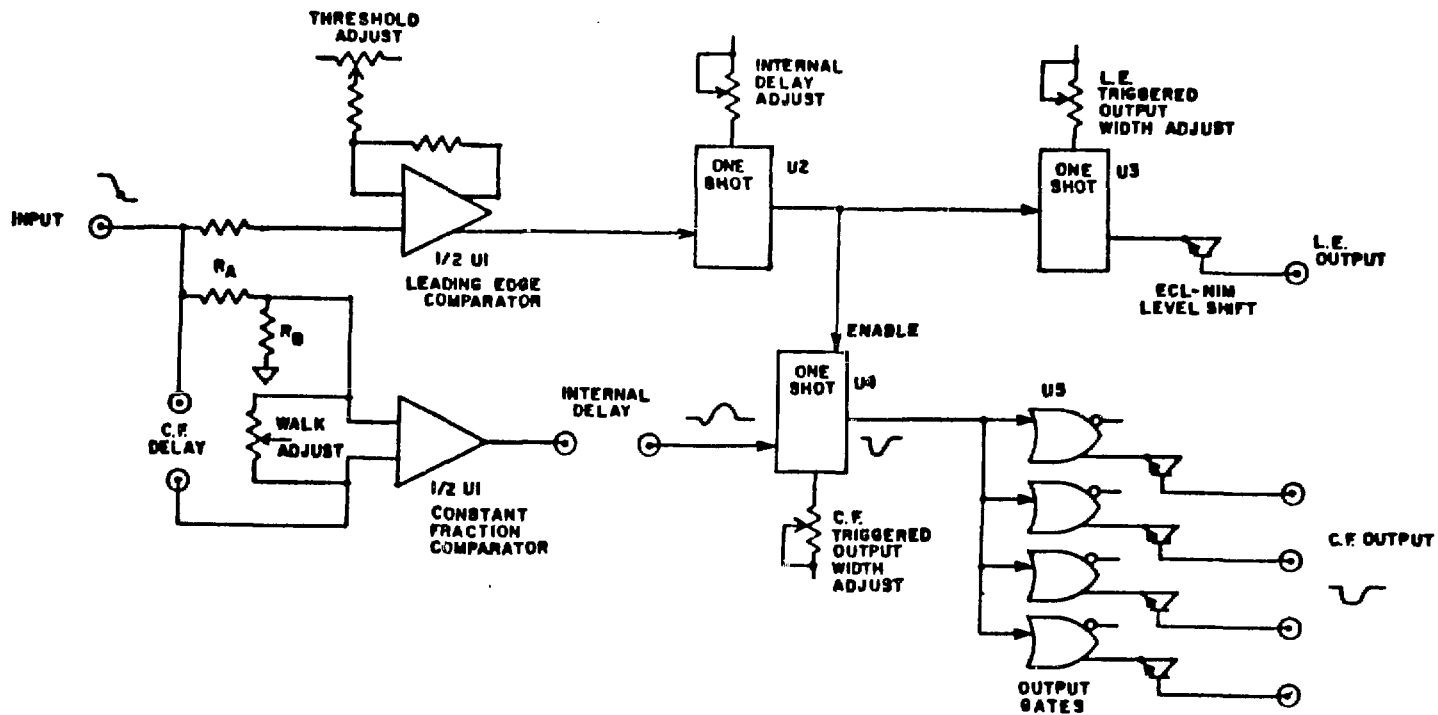 THRESHOLD
ADJUST
INTERNAL
DELAY
ADJUST
L.E.
TRIGGERED
OUTPUT
WIDTH ADJUST
ONE
SHOT
U2
ONE
SHOT
U3
INPUT
1/2 U1
LEADING EDGE
COMPARATOR
L.E.
OUTPUT
ECL-NIM
LEVEL SHIFT
RA
RB
ENABLE
ONE
SHOT
U4
C.F.
DELAY
WALK
ADJUST
INTERNAL
DELAY
U5
1/2 U1
CONSTANT
FRACTION
COMPARATOR
C.F.
TRIGGERED
OUTPUT
WIDTH
ADJUST
C.F. OUTPUT
OUTPUT
GATES